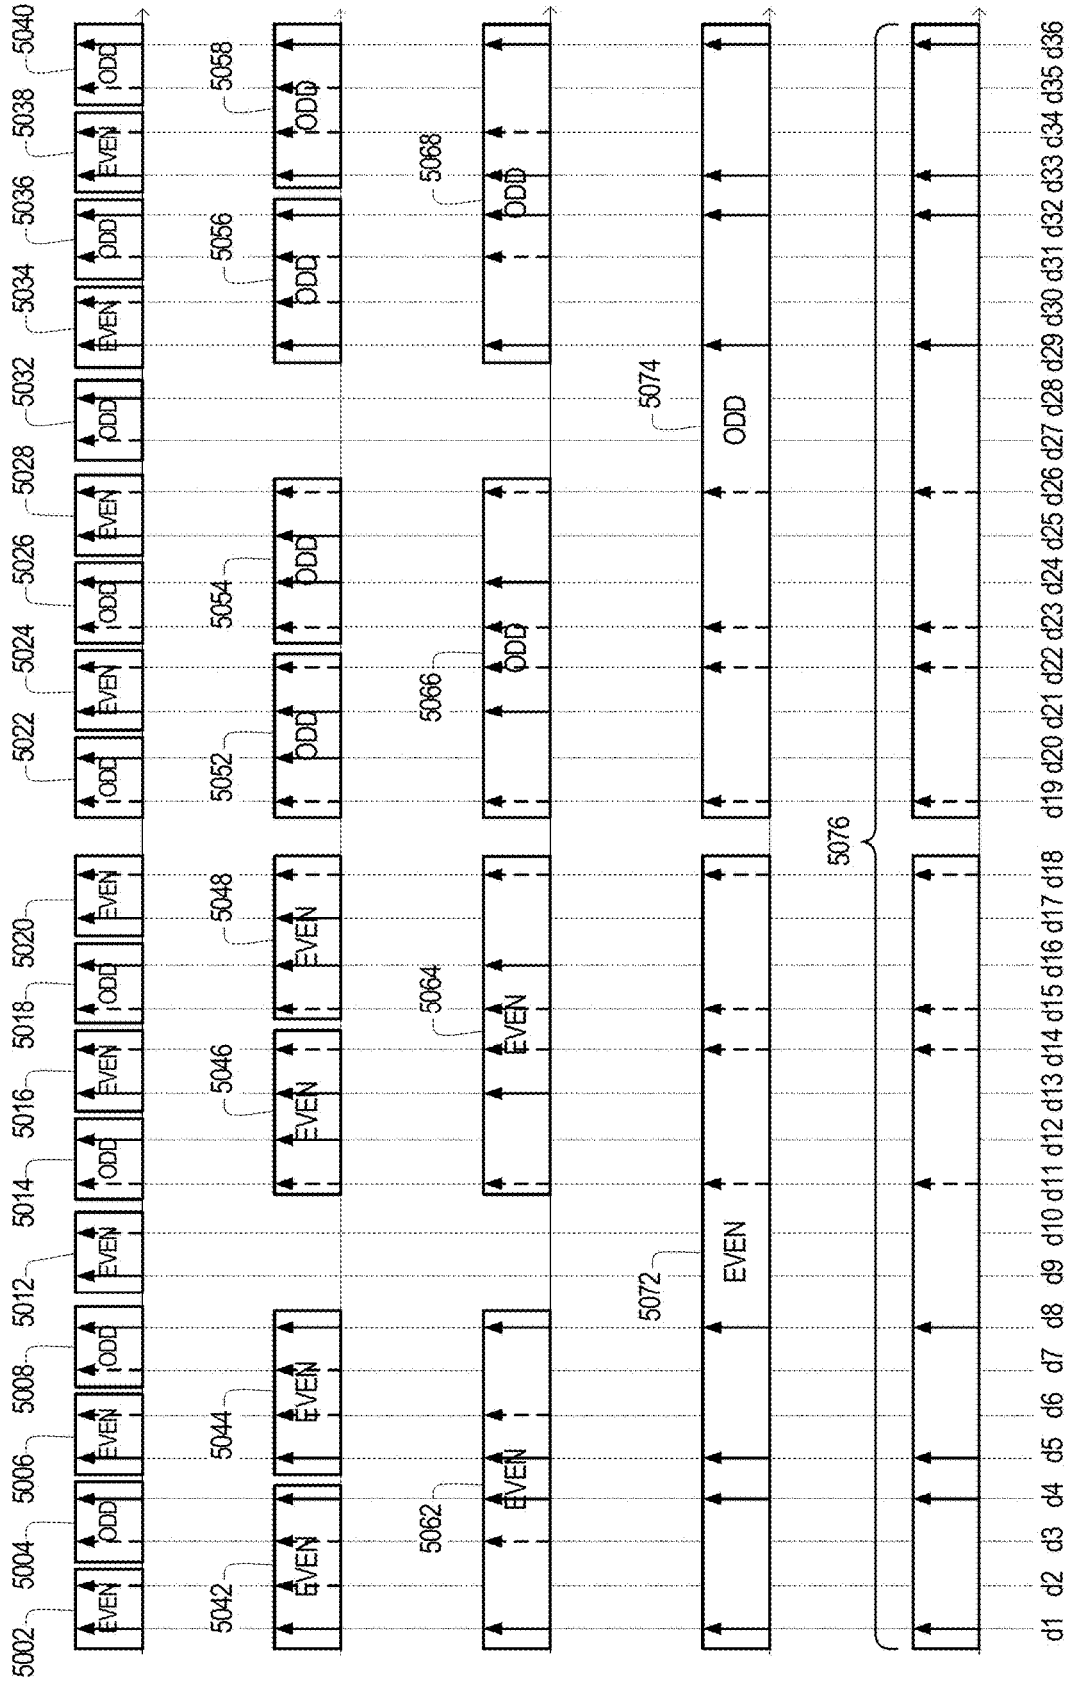 5002 5004 5006 5008 5012 5014 5016 5018 5020 5022 5024 5026 5028 5032 5034 5036 5038 5040
EVEN ODD EVEN ODD EVEN ODD EVEN ODD EVEN ODD EVEN ODD EVEN ODD EVEN ODD EVEN ODD
5042 5044 5046 5048 5052 5054 5056 5058
EVEN EVEN EVEN EVEN ODD ODD ODD ODD
5062 5064 5066 5068
EVEN EVEN ODD ODD
5072 5074
EVEN ODD
5076
d1 d2 d3 d4 d5 d6 d7 d8 d9 d10 d11 d12 d13 d14 d15 d16 d17 d18 d19 d20 d21 d22 d23 d24 d25 d26 d27 d28 d29 d30 d31 d32 d33 d34 d35 d36